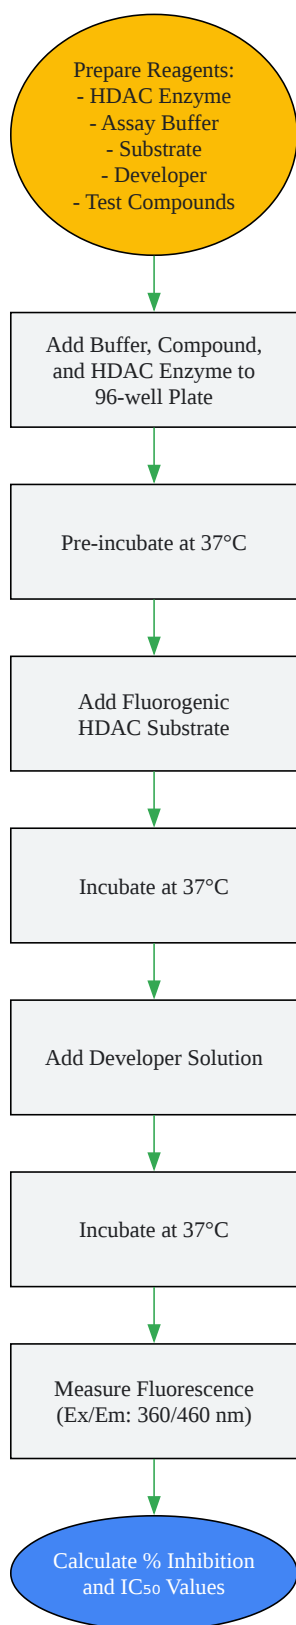 Prepare Reagents:
- HDAC Enzyme
- Assay Buffer
- Substrate
- Developer
- Test Compounds
Add Buffer, Compound,
and HDAC Enzyme to
96-well Plate
Pre-incubate at 37°C
Add Fluorogenic
HDAC Substrate
Incubate at 37°C
Add Developer Solution
Incubate at 37°C
Measure Fluorescence
(Ex/Em: 360/460 nm)
Calculate % Inhibition
and IC₅₀ Values